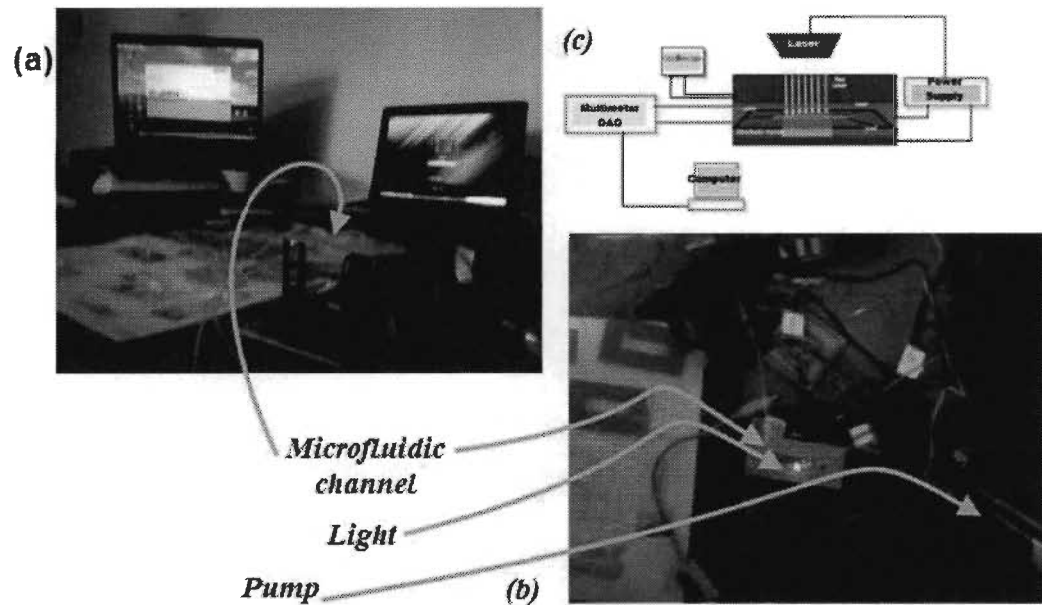 (a)
(c)
Laser
Power
Supply
Multimeter
DAQ
Computer
Microfluidic
channel
Light
Pump
(b)